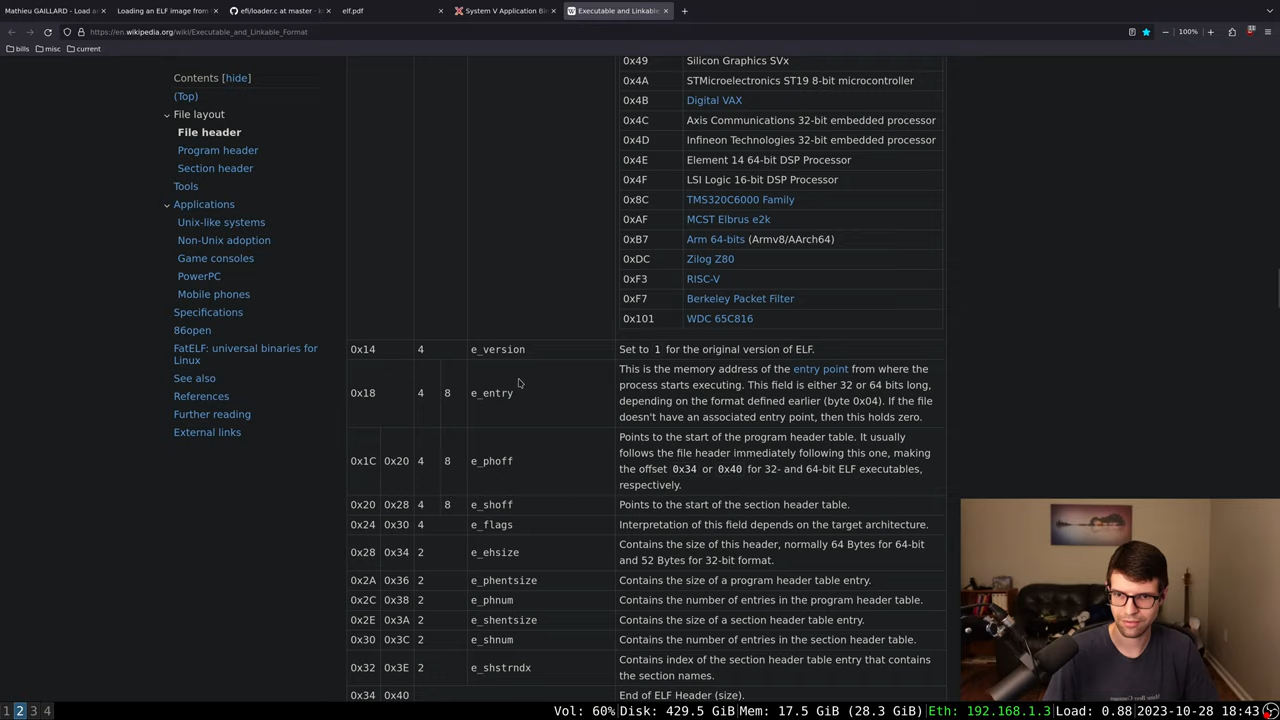 Mathieu GAILLARD - Load a
Loading an ELF image from
efi/loader.c at master · k
elf.pdf
System V Application Bi
Executable and Linkable
https://en.wikipedia.org/wiki/Executable_and_Linkable_Format
100%
bills
misc
current
Contents [hide]
(Top)
File layout
File header
Program header
Section header
Tools
Applications
Unix-like systems
Non-Unix adoption
Game consoles
PowerPC
Mobile phones
Specifications
86open
FatELF: universal binaries for
Linux
See also
References
Further reading
External links
0x49 Silicon Graphics SVx
0x4A STMicroelectronics ST19 8-bit microcontroller
0x4B Digital VAX
0x4C Axis Communications 32-bit embedded processor
0x4D Infineon Technologies 32-bit embedded processor
0x4E Element 14 64-bit DSP Processor
0x4F LSI Logic 16-bit DSP Processor
0x8C TMS320C6000 Family
0xAF MCST Elbrus e2k
0xB7 Arm 64-bits (Armv8/AArch64)
0xDC Zilog Z80
0xF3 RISC-V
0xF7 Berkeley Packet Filter
0x101 WDC 65C816
0x14 4 e_version Set to 1 for the original version of ELF.
0x18 4 8 e_entry This is the memory address of the entry point from where the
process starts executing. This field is either 32 or 64 bits long,
depending on the format defined earlier (byte 0x04). If the file
doesn't have an associated entry point, then this holds zero.
0x1C 0x20 4 8 e_phoff Points to the start of the program header table. It usually
follows the file header immediately following this one, making
the offset 0x34 or 0x40 for 32- and 64-bit ELF executables,
respectively.
0x20 0x28 4 8 e_shoff Points to the start of the section header table.
0x24 0x30 4 e_flags Interpretation of this field depends on the target architecture.
0x28 0x34 2 e_ehsize Contains the size of this header, normally 64 Bytes for 64-bit
and 52 Bytes for 32-bit format.
0x2A 0x36 2 e_phentsize Contains the size of a program header table entry.
0x2C 0x38 2 e_phnum Contains the number of entries in the program header table.
0x2E 0x3A 2 e_shentsize Contains the size of a section header table entry.
0x30 0x3C 2 e_shnum Contains the number of entries in the section header table.
0x32 0x3E 2 e_shstrndx Contains index of the section header table entry that contains
the section names.
0x34 0x40 End of ELF Header (size).
1 2 3 4
Vol: 60% Disk: 429.5 GiB Mem: 17.5 GiB (28.3 GiB) Eth: 192.168.1.3 Load: 0.88 2023-10-28 18:43